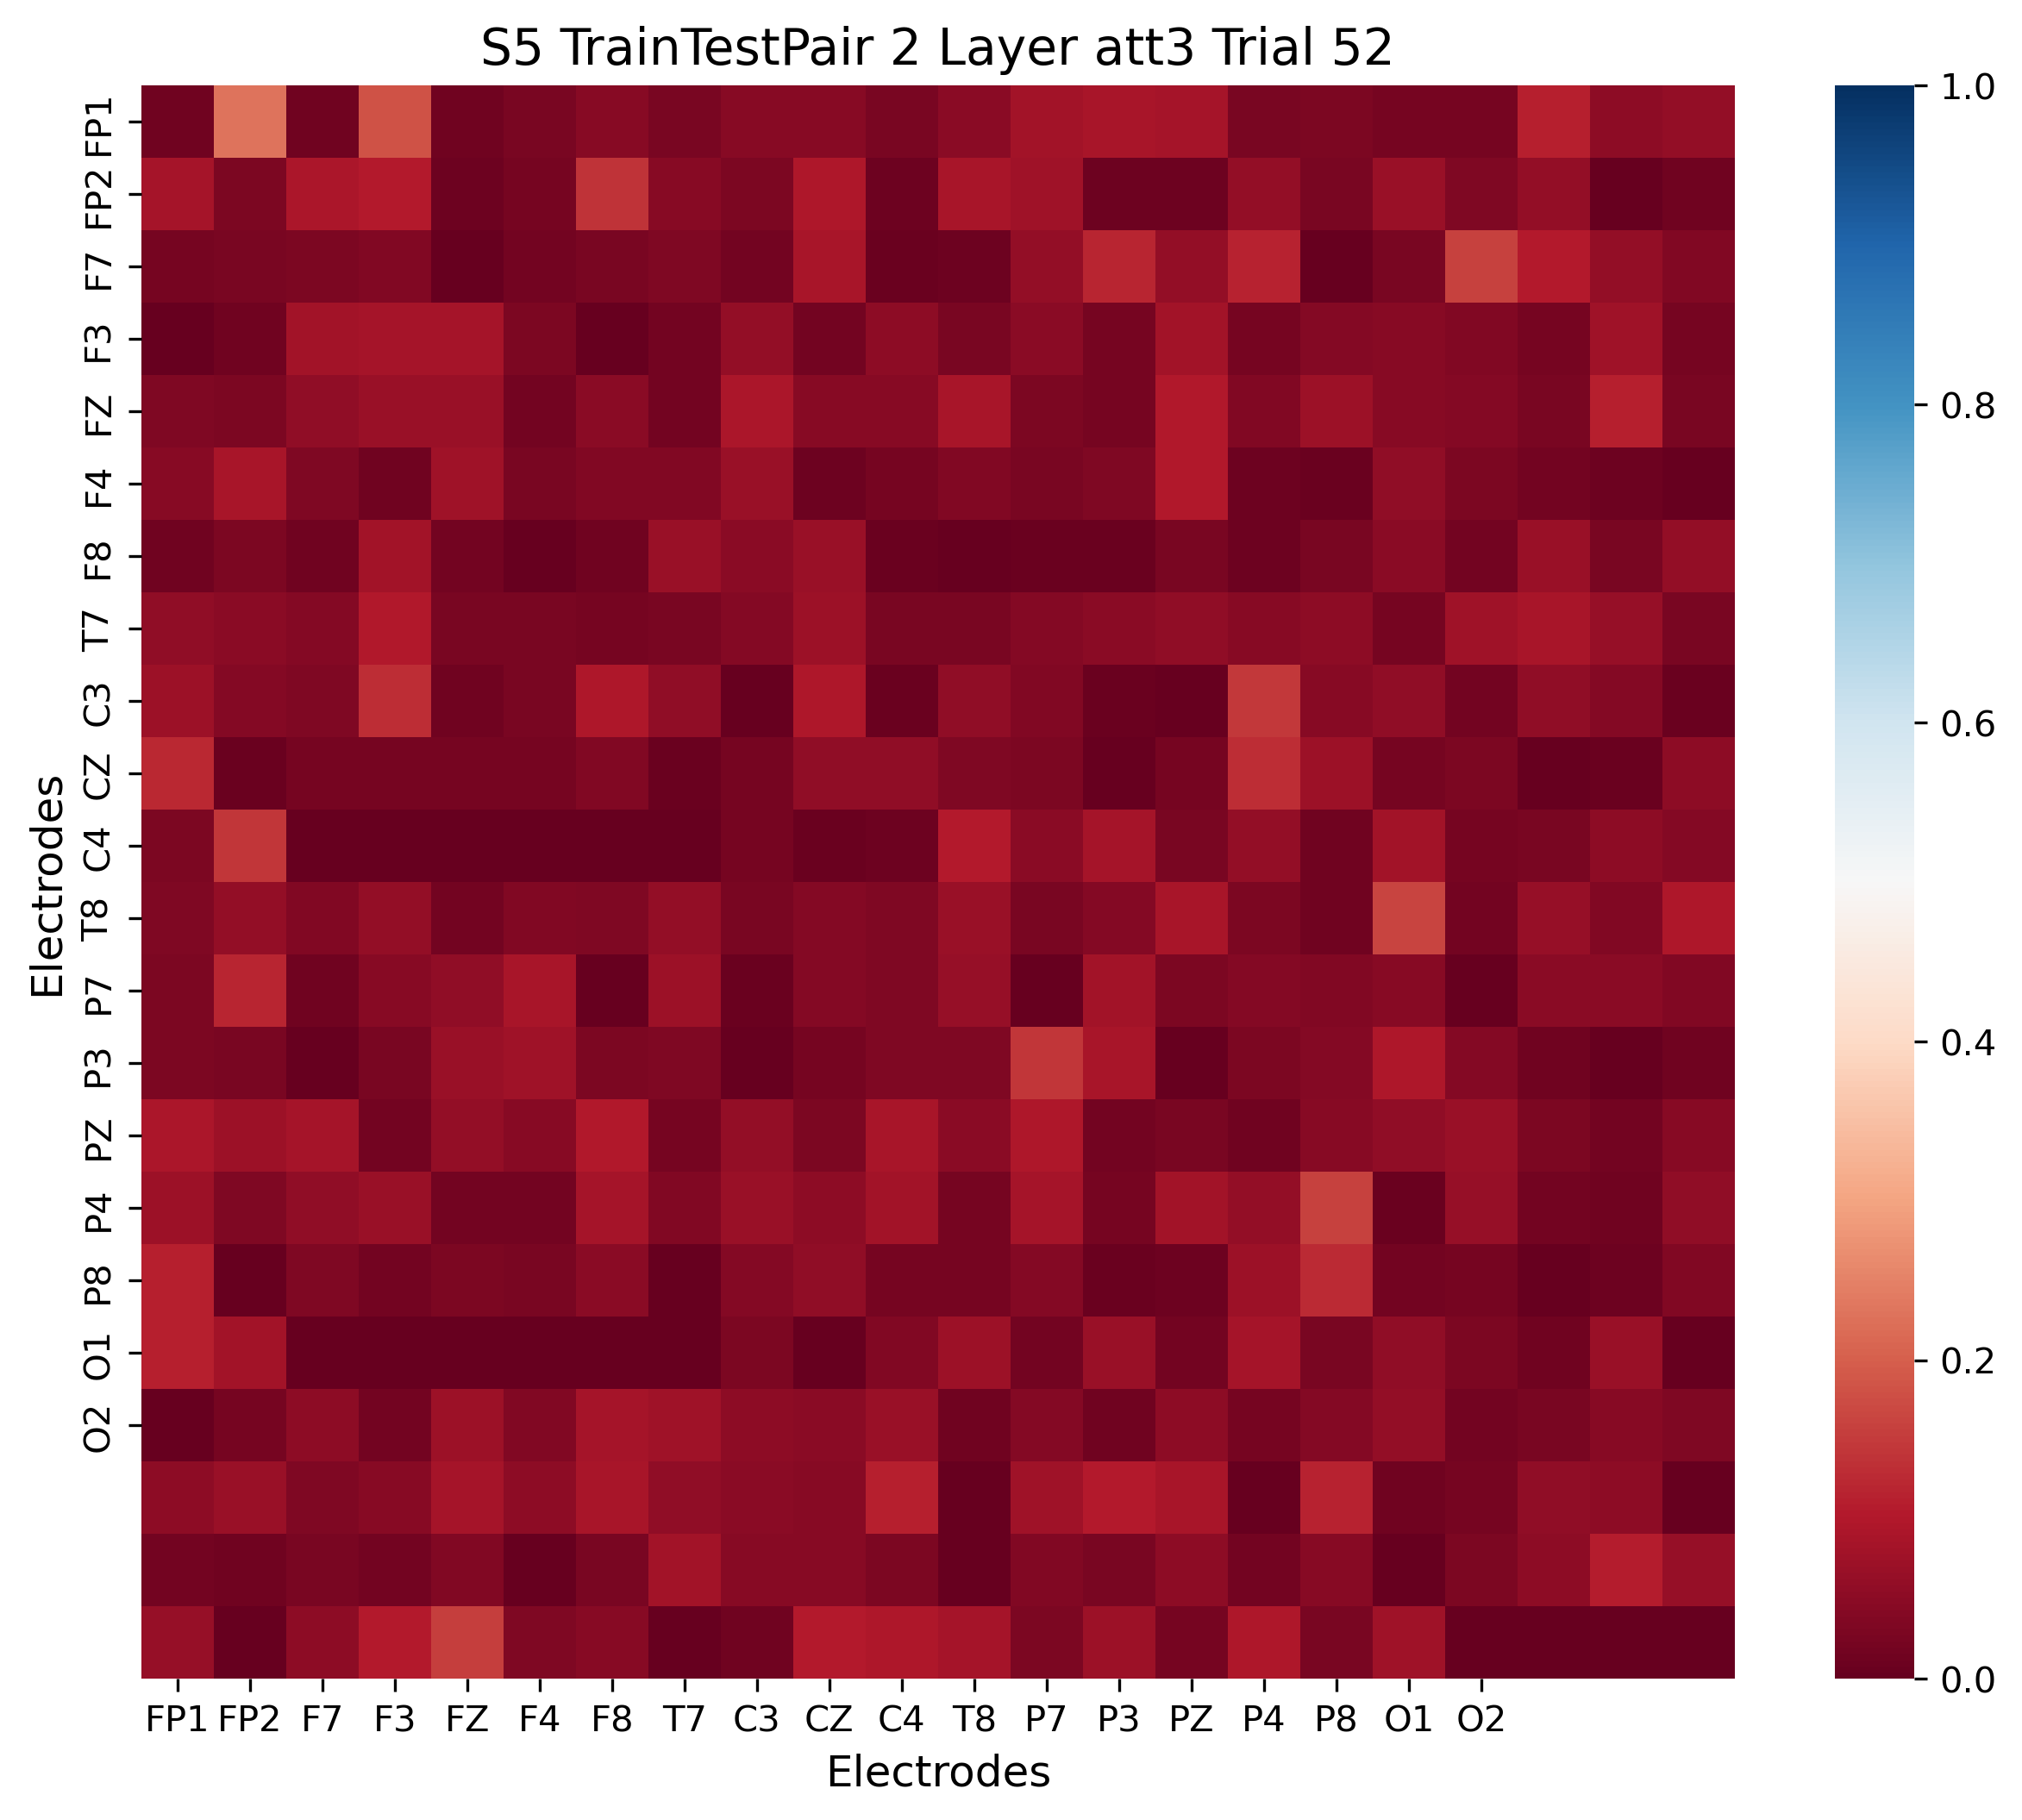 S5 TrainTestPair 2 Layer att3 Trial 52
Electrodes
FP1
FP2
F7
F3
FZ
F4
F8
T7
C3
CZ
C4
T8
P7
P3
PZ
P4
P8
O1
O2
FP1 FP2 F7 F3 FZ F4 F8 T7 C3 CZ C4 T8 P7 P3 PZ P4 P8 O1 O2
Electrodes
1.0
0.8
0.6
0.4
0.2
0.0